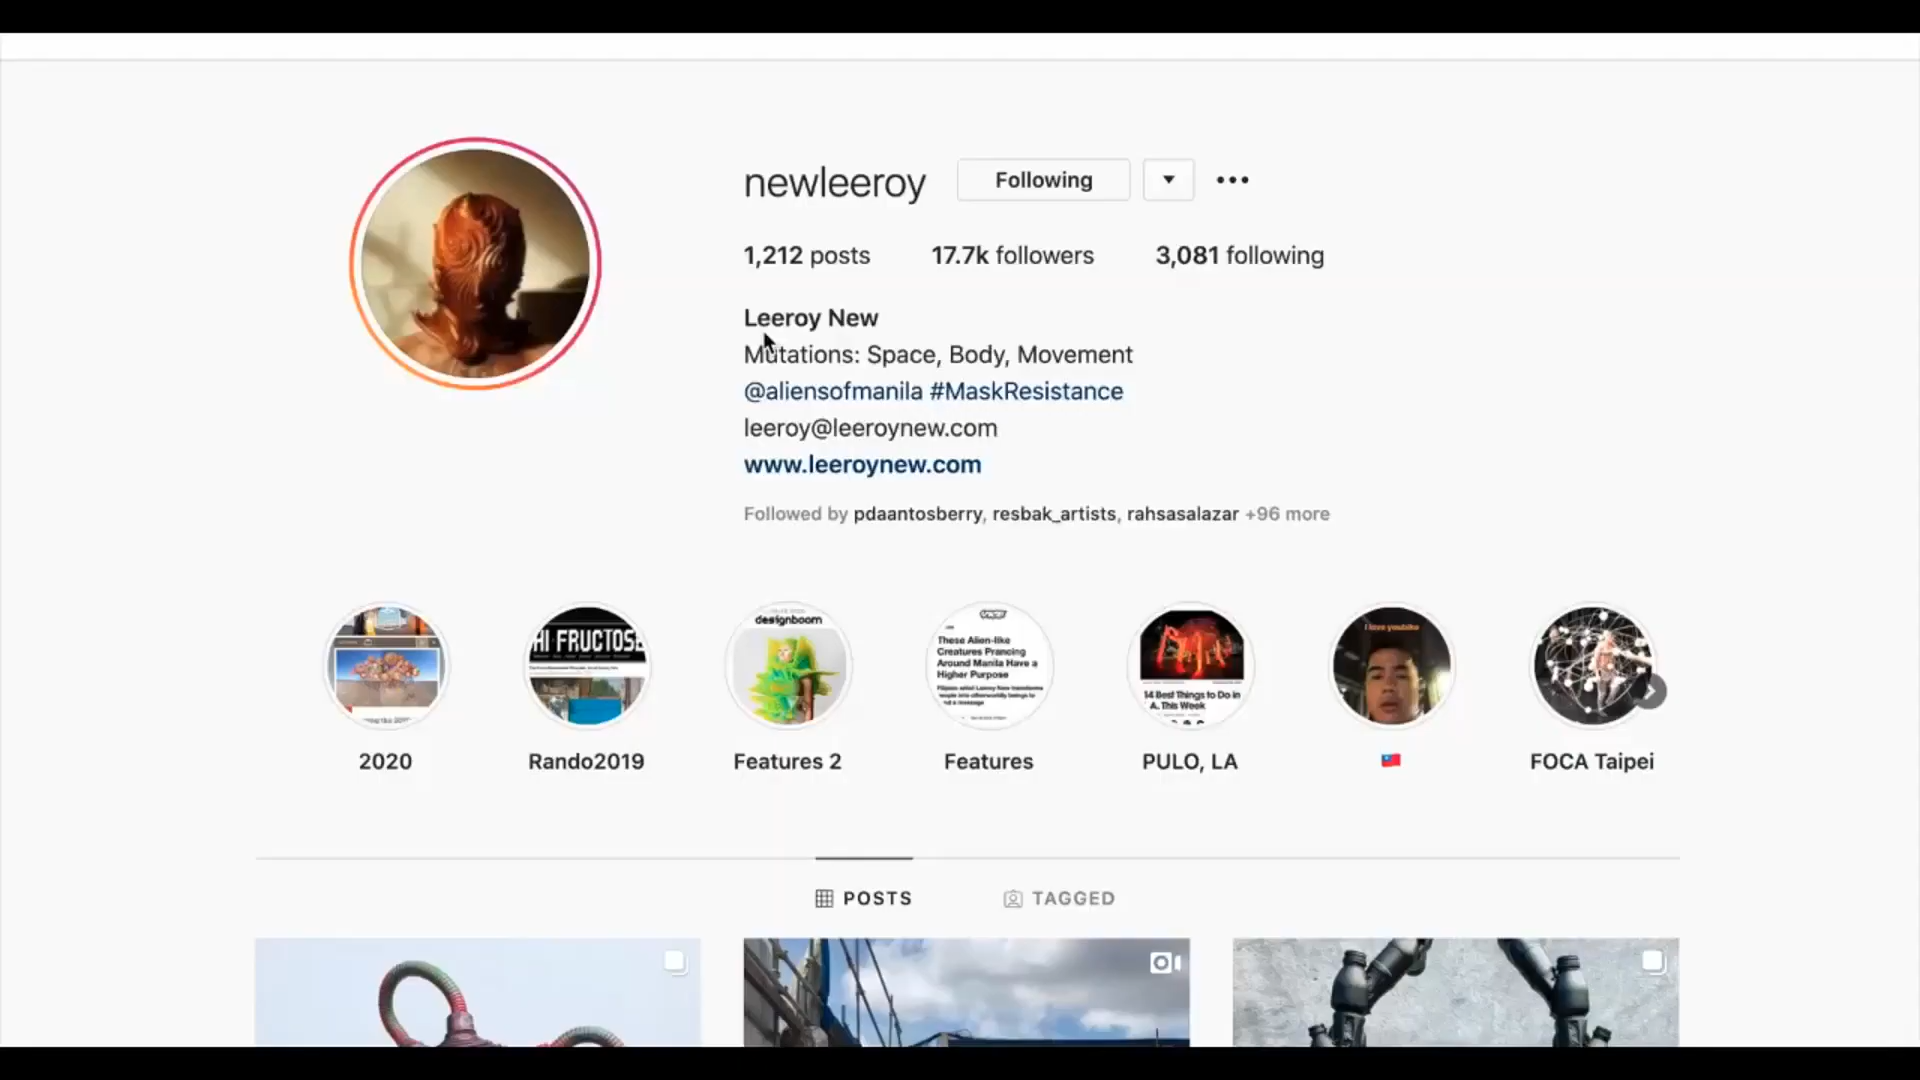 newleeroy
Following
1,212 posts
17.7k followers
3,081 following
Leeroy New
Mutations: Space, Body, Movement
@aliensofmanila #MaskResistance
leeroy@leeroynew.com
www.leeroynew.com
Followed by pdaantosberry, resbak_artists, rahsasalazar +96 more
HI FRUCTOSE
designboom
VICE
These Alien-like
Creatures Prancing
Around Manila Have a
Higher Purpose
14 Best Things to Do in
A. This Week
I love youbike
2020
Rando2019
Features 2
Features
PULO, LA
FOCA Taipei
POSTS
TAGGED